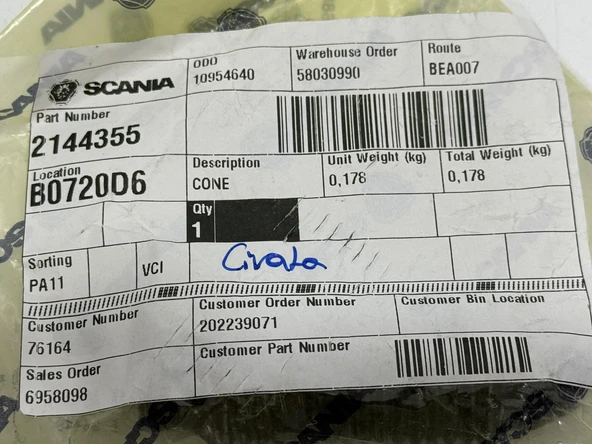 SCANIA
ODO
10954640
Warehouse Order
58030990
Route
BEA007
Part Number
2144355
Location
B0720D6
Description
CONE
Unit Weight (kg)
0,178
Total Weight (kg)
0,178
Qty
1
Sorting
PA11
VCI
Civata
Customer Number
76164
Customer Order Number
202239071
Customer Bin Location
Sales Order
6958098
Customer Part Number
SCANIA